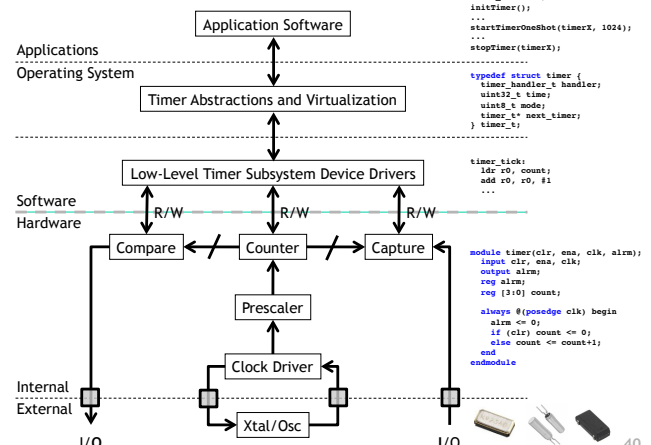 initTimer();
...
startTimerOneShot(timerX, 1024);
...
stopTimer(timerX);
Application Software
Applications
Operating System
Timer Abstractions and Virtualization
typedef struct timer {
timer_handler_t handler;
uint32_t time;
uint8_t mode;
timer_t* next_timer;
} timer_t;
Low-Level Timer Subsystem Device Drivers
timer_tick:
ldr r0, count;
add r0, r0, #1
...
Software
Hardware
R/W
R/W
R/W
Compare
Counter
Capture
module timer(clr, ena, clk, alrm);
input clr, ena, clk;
output alrm;
reg alrm;
reg [3:0] count;
always @(posedge clk) begin
alrm <= 0;
if (clr) count <= 0;
else count <= count+1;
end
endmodule
Prescaler
Clock Driver
Internal
External
Xtal/Osc
I/O
I/O
40